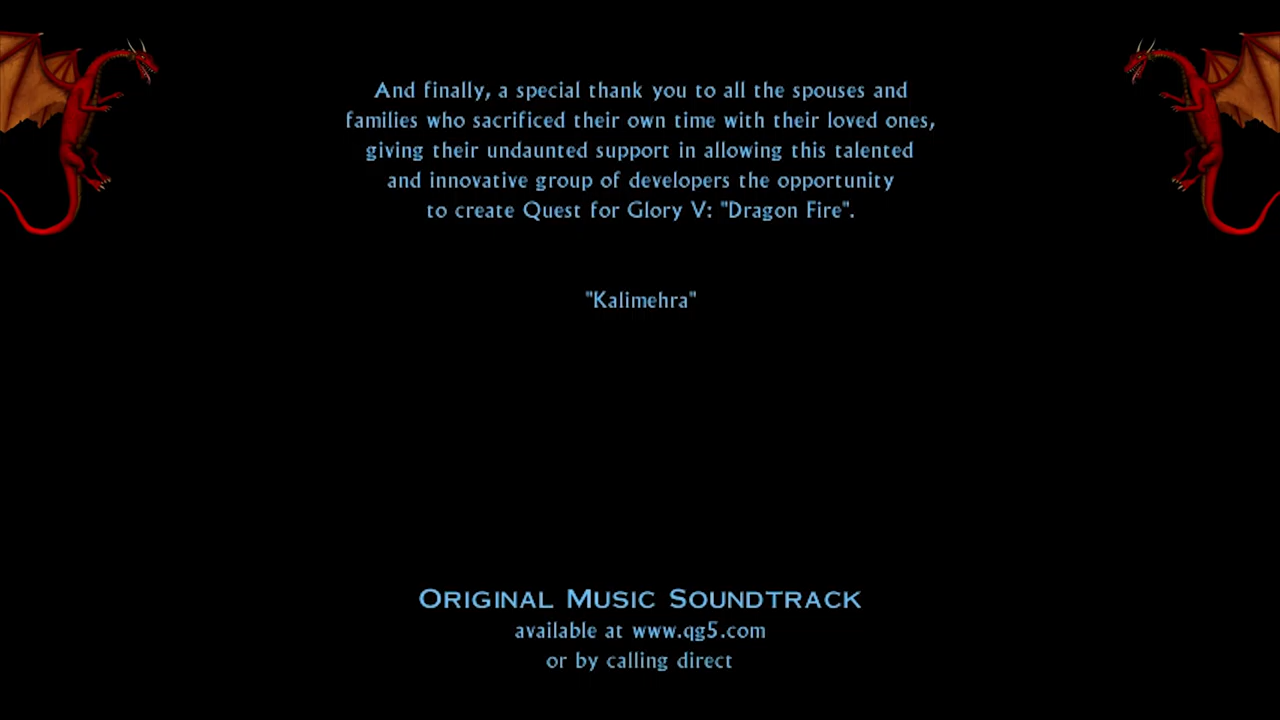 And finally, a special thank you to all the spouses and
families who sacrificed their own time with their loved ones,
giving their undaunted support in allowing this talented
and innovative group of developers the opportunity
to create Quest for Glory V: "Dragon Fire".
"Kalimehra"
Original Music Soundtrack
available at www.qg5.com
or by calling direct